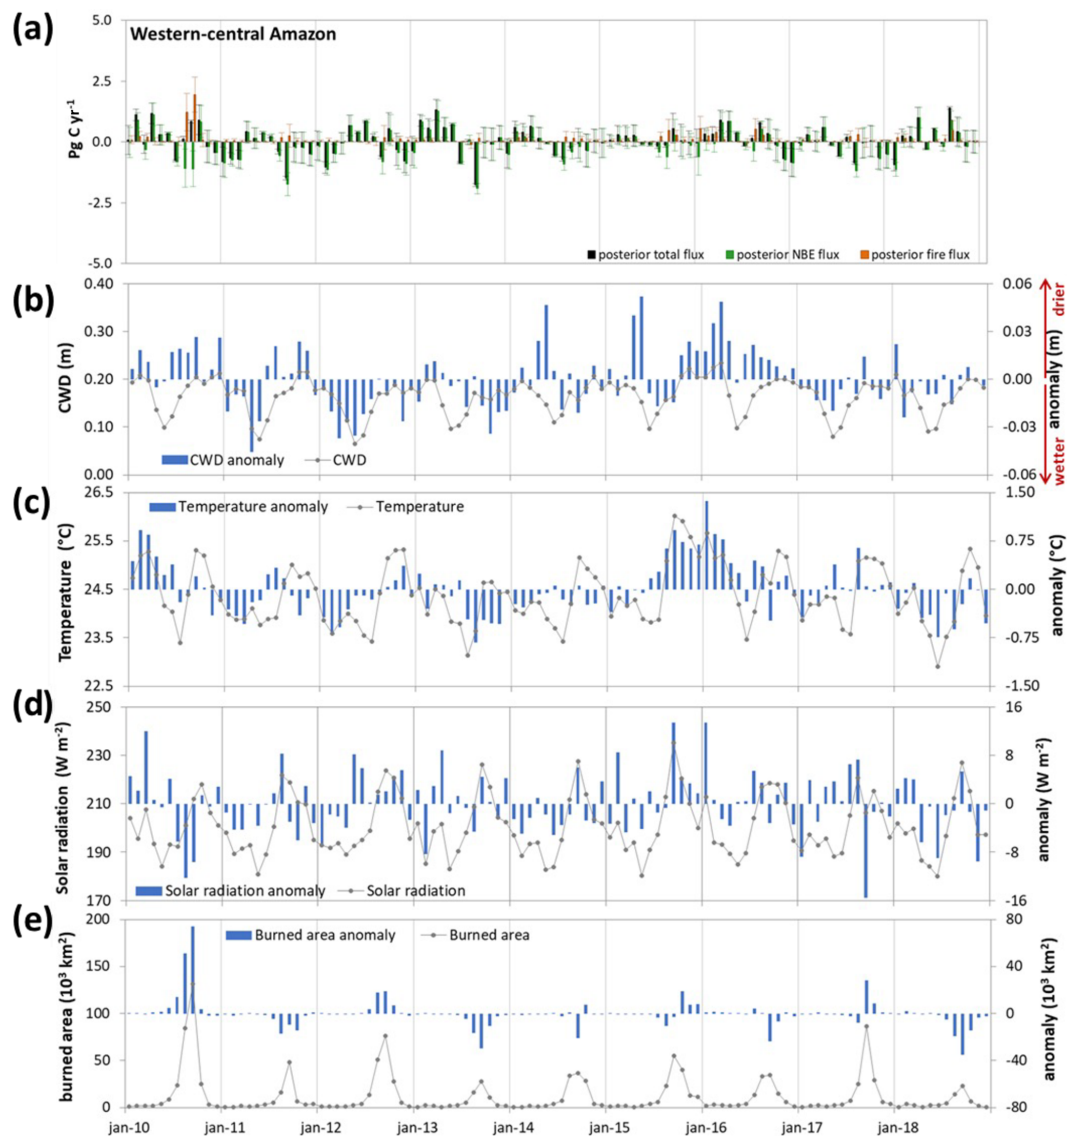 (a)
Western-central Amazon
Pg C yr-1
5.0
2.5
0.0
-2.5
-5.0
posterior total flux posterior NBE flux posterior fire flux
(b)
CWD (m)
0.40
0.30
0.20
0.10
0.00
0.06
0.03
0.00
-0.03
-0.06
anomaly (m)
drier
wetter
CWD anomaly CWD
(c)
Temperature (°C)
26.5
25.5
24.5
23.5
22.5
1.50
0.75
0.00
-0.75
-1.50
anomaly (°C)
Temperature anomaly Temperature
(d)
Solar radiation (W m-2)
250
230
210
190
170
16
8
0
-8
-16
anomaly (W m-2)
Solar radiation anomaly Solar radiation
(e)
burned area (10³ km²)
200
150
100
50
0
80
40
0
-40
-80
anomaly (10³ km²)
Burned area anomaly Burned area
jan-10 jan-11 jan-12 jan-13 jan-14 jan-15 jan-16 jan-17 jan-18